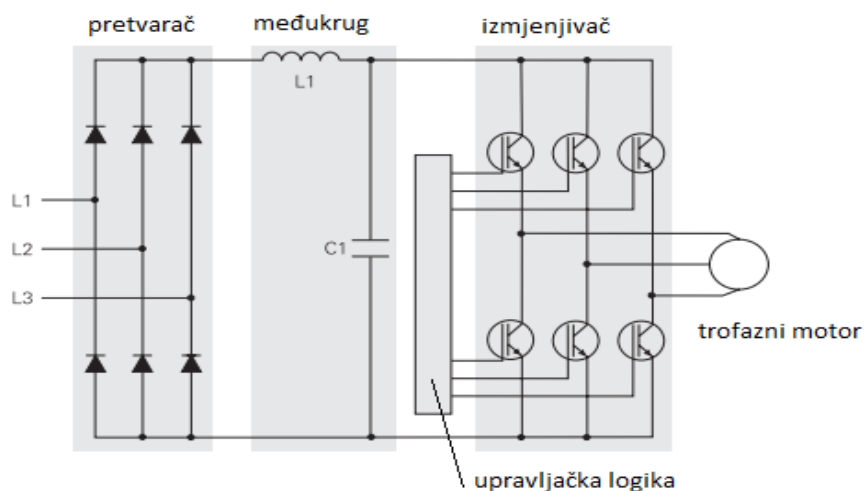 pretvarač
međukrug
izmjenjivač
L1
L1
L2
C1
L3
trofazni motor
upravljačka logika